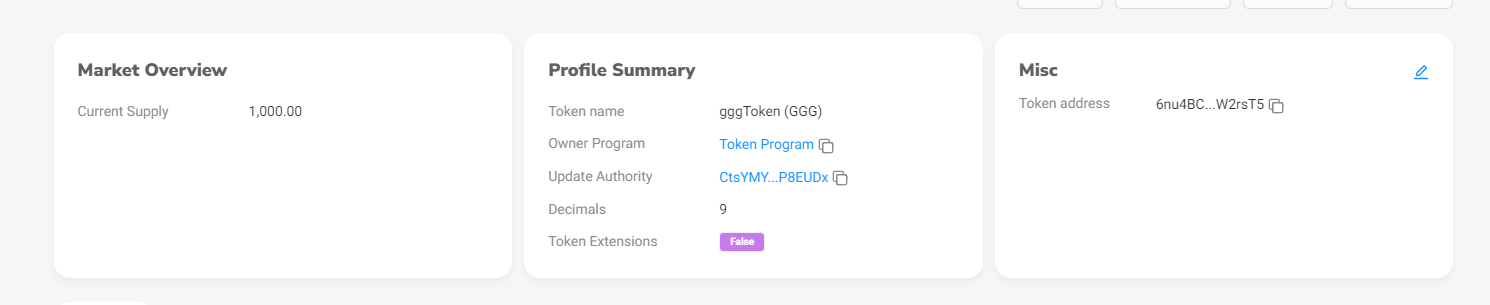 Market Overview
Current Supply 1,000.00
Profile Summary
Token name gggToken (GGG)
Owner Program Token Program
Update Authority CtsYMY...P8EUDx
Decimals 9
Token Extensions False
Misc
Token address 6nu4BC...W2rsT5